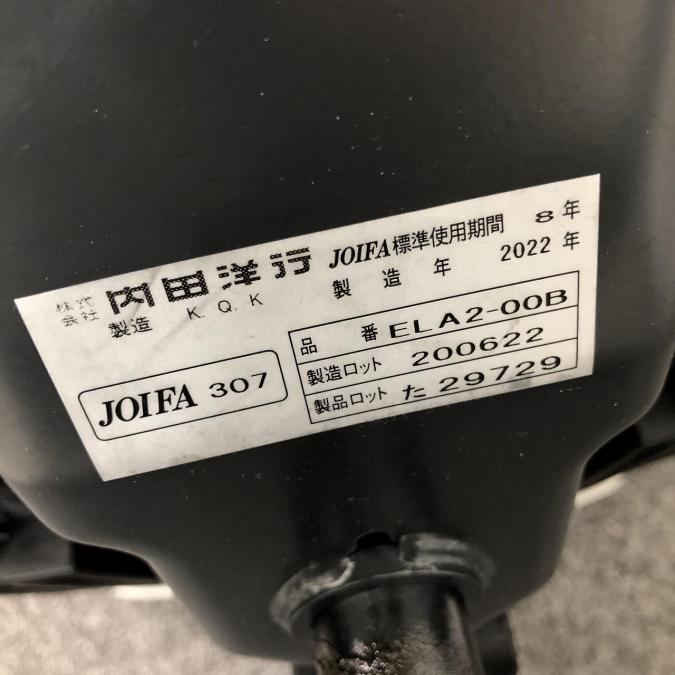 株式会社 内田洋行
製造 K. Q. K
JOIFA標準使用期間 8年
製造年 2022年
JOIFA 307
品番 ELA2-00B
製造ロット 200622
製品ロット た 29729